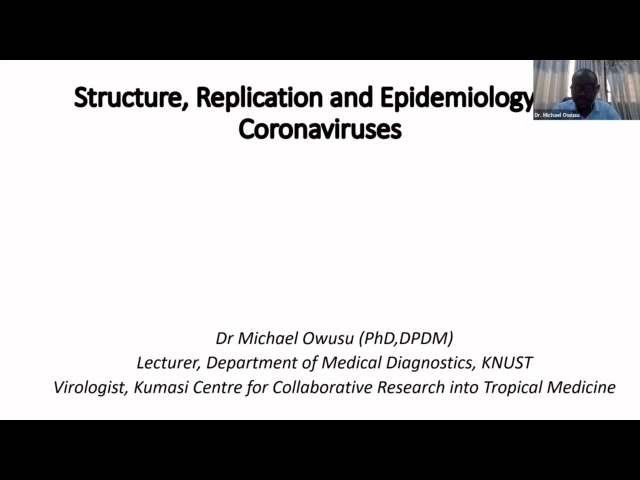 Structure, Replication and Epidemiology
Coronaviruses
Dr. Michael Owusu
Dr Michael Owusu (PhD,DPDM)
Lecturer, Department of Medical Diagnostics, KNUST
Virologist, Kumasi Centre for Collaborative Research into Tropical Medicine